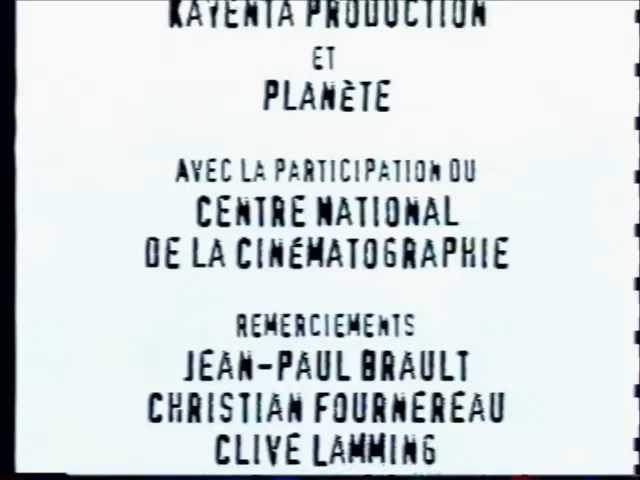 KAYENTA PRODUCTION
ET
PLANÈTE
AVEC LA PARTICIPATION DU
CENTRE NATIONAL
DE LA CINÉMATOGRAPHIE
REMERCIEMENTS
JEAN-PAUL BRAULT
CHRISTIAN FOURNEREAU
CLIVE LAMMING